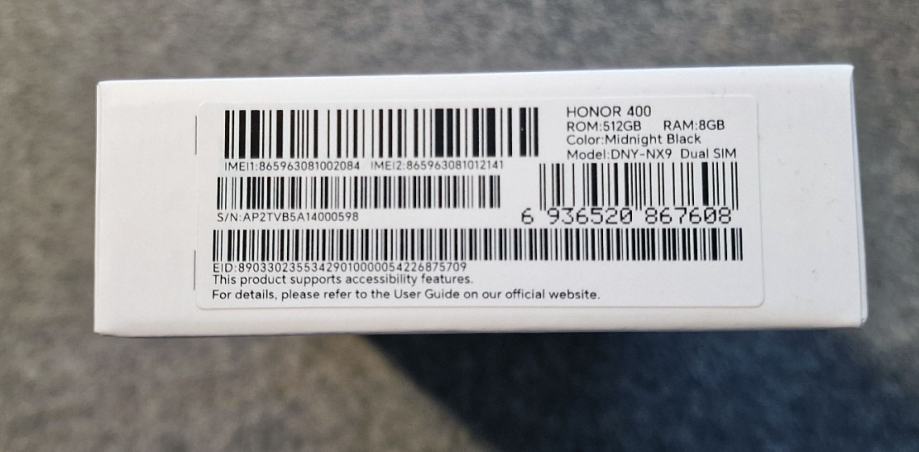 HONOR 400
ROM:512GB RAM:8GB
Color:Midnight Black
Model:DNY-NX9 Dual SIM
IMEI1:865963081002084 IMEI2:865963081012141
S/N:AP2TVB5A14000598
6 936520 867608
EID:89033023553429010000054226875709
This product supports accessibility features.
For details, please refer to the User Guide on our official website.